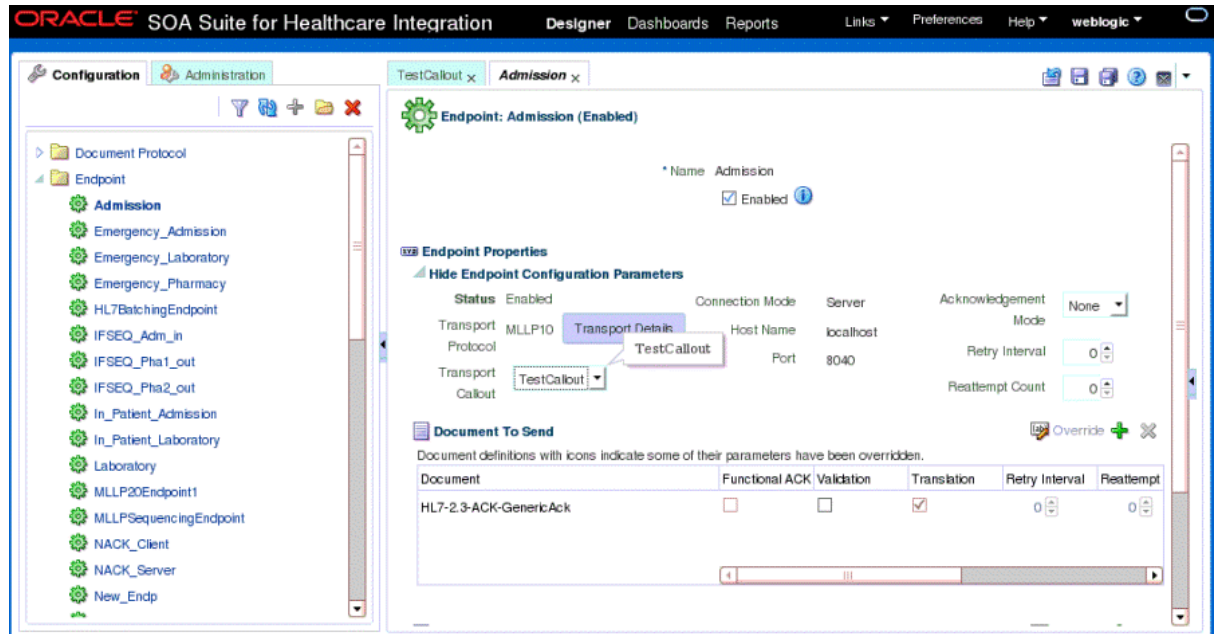 ORACLE SOA Suite for Healthcare Integration Designer Dashboards Reports Links Preferences Help weblogic
Configuration Administration
Document Protocol
Endpoint
Admission
Emergency_Admission
Emergency_Laboratory
Emergency_Pharmacy
HL7BatchingEndpoint
IFSEQ_Adm_in
IFSEQ_Pha1_out
IFSEQ_Pha2_out
In_Patient_Admission
In_Patient_Laboratory
Laboratory
MLLP20Endpoint1
MLLPSequencingEndpoint
NACK_Client
NACK_Server
New_Endp
TestCallout x Admission x
Endpoint: Admission (Enabled)
* Name Admission
Enabled
Endpoint Properties
Hide Endpoint Configuration Parameters
Status Enabled
Transport Protocol MLLP10 Transport Details
TestCallout
Transport Callout TestCallout
Connection Mode Server
Host Name localhost
Port 8040
Acknowledgement Mode None
Retry Interval 0
Reattempt Count 0
Document To Send Override
Document definitions with icons indicate some of their parameters have been overridden.
Document Functional ACK Validation Translation Retry Interval Reattempt
HL7-2.3-ACK-GenericAck 0 0